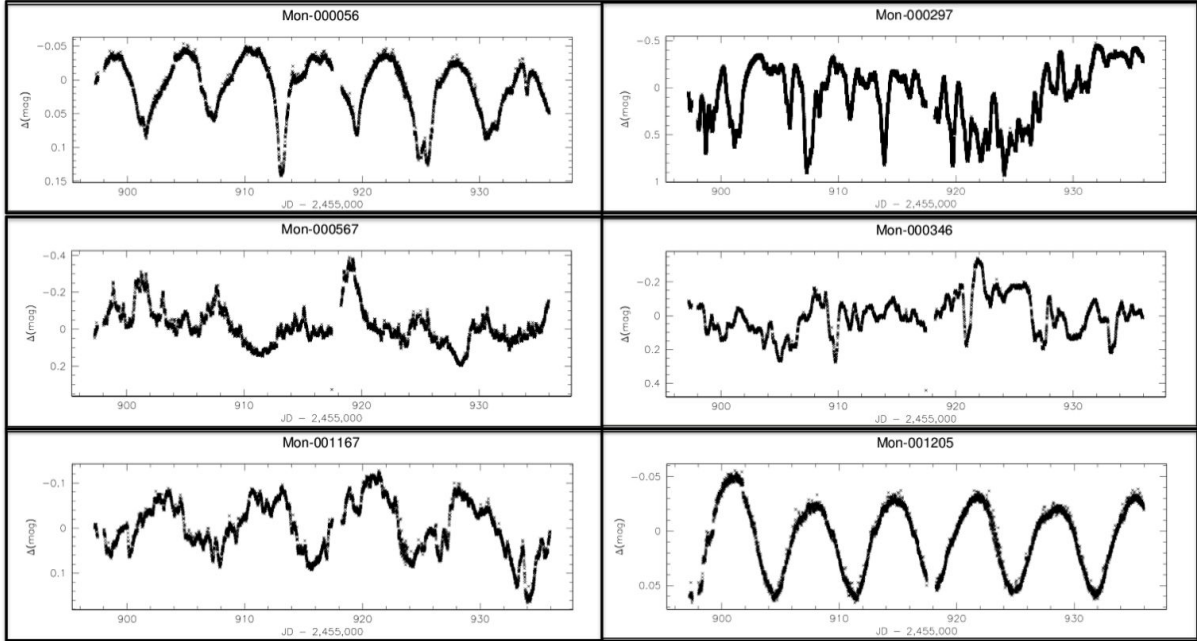 Mon-000056
-0.05
0
0.05
0.1
0.15
Δ(mag)
900
910
920
930
JD – 2,455,000
Mon-000297
-0.5
0
0.5
1
Δ(mag)
900
910
920
930
JD – 2,455,000
Mon-000567
-0.4
-0.2
0
0.2
Δ(mag)
900
910
920
930
JD – 2,455,000
Mon-000346
-0.2
0
0.2
0.4
Δ(mag)
900
910
920
930
JD – 2,455,000
Mon-001167
-0.1
0
0.1
Δ(mag)
900
910
920
930
JD – 2,455,000
Mon-001205
-0.05
0
0.05
Δ(mag)
900
910
920
930
JD – 2,455,000